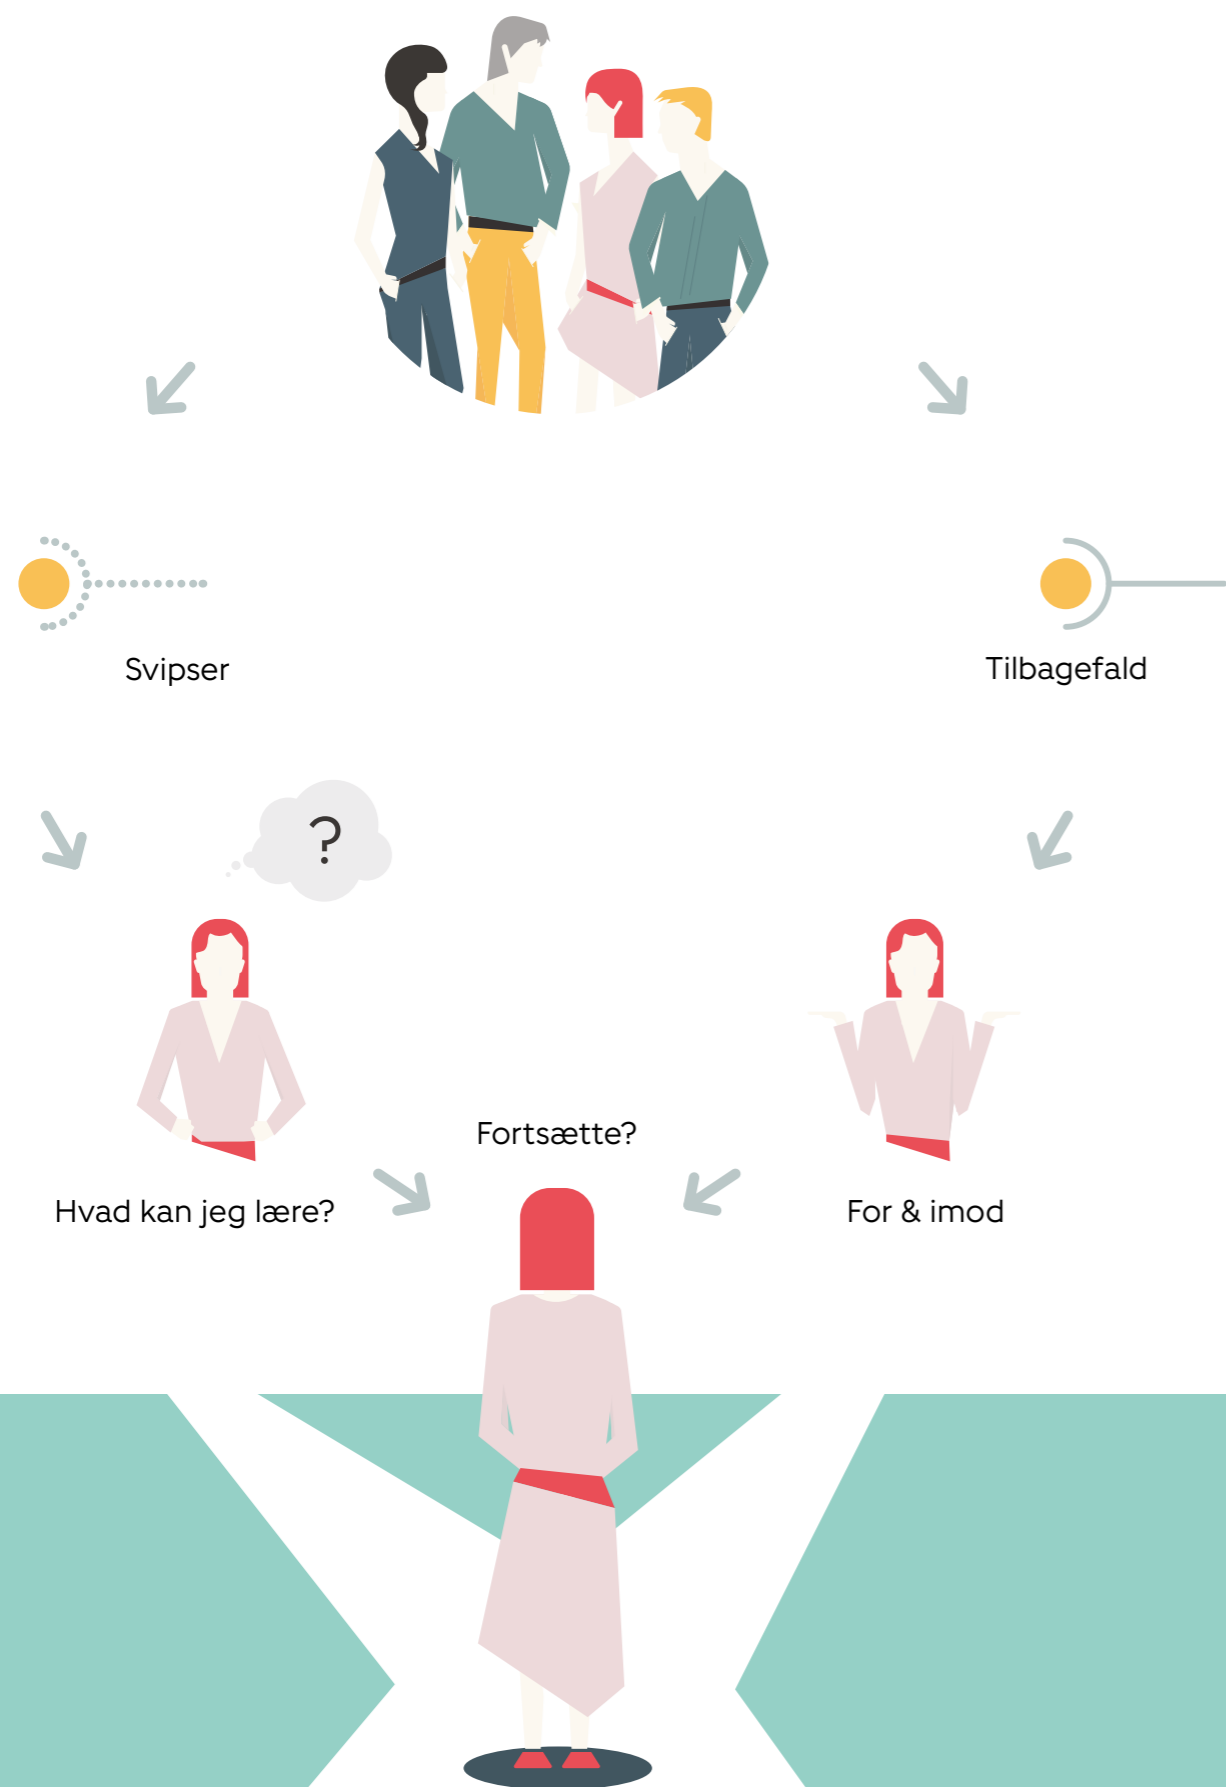 Svipser
Tilbagefald
?
Fortsætte?
Hvad kan jeg lære?
For & imod